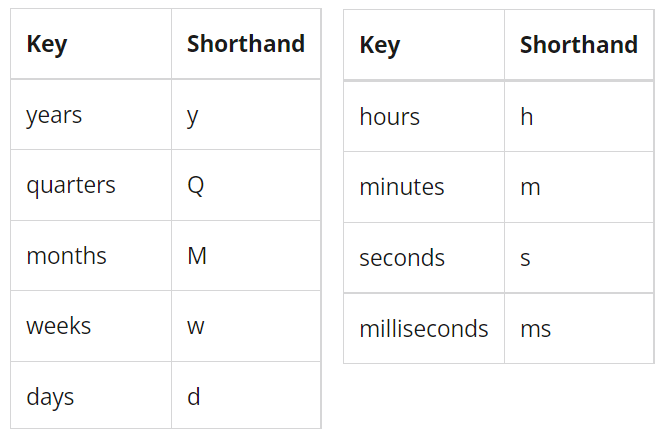 Key Shorthand
years y
quarters Q
months M
weeks w
days d
Key Shorthand
hours h
minutes m
seconds s
milliseconds ms